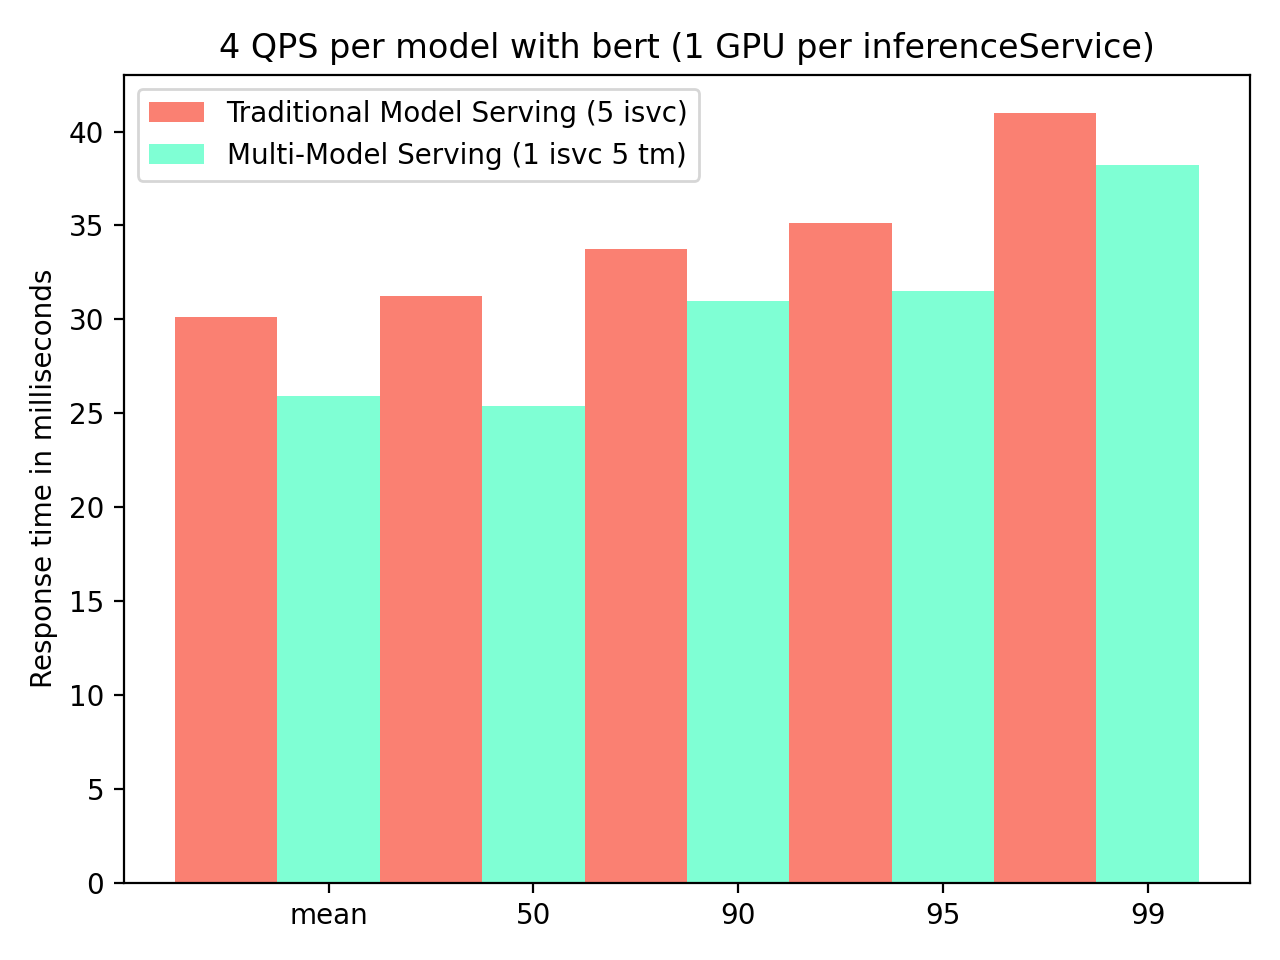 4 QPS per model with bert (1 GPU per inferenceService)
Traditional Model Serving (5 isvc)
Multi-Model Serving (1 isvc 5 tm)
Response time in milliseconds
40
35
30
25
20
15
10
5
0
mean 50 90 95 99